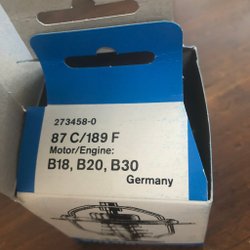 273458-0
87 C/189 F
Motor/Engine:
B18, B20, B30
Germany